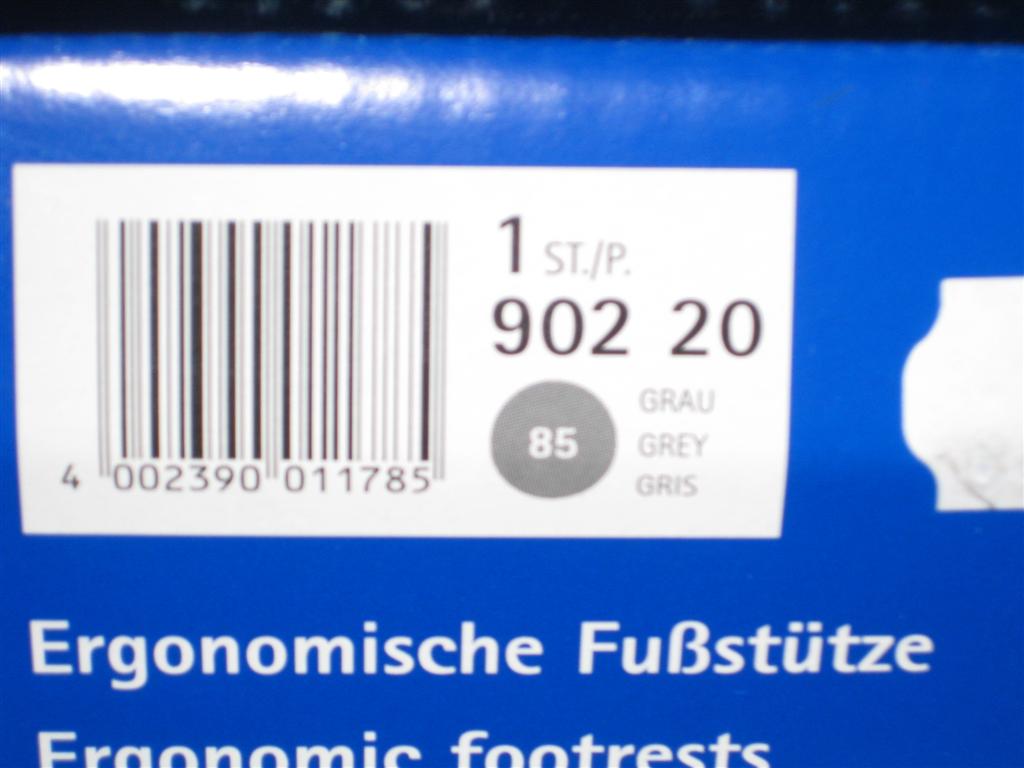 1 ST./P.
902 20
85
GRAU
GREY
GRIS
4 002390 011785
Ergonomische Fußstütze
Ergonomic footrests